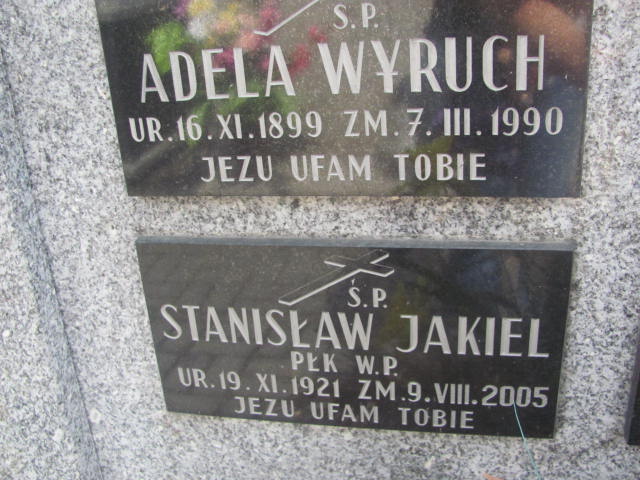 Ś.P.
ADELA WYRUCH
UR.16.XI.1899 ZM.7.III.1990
JEZU UFAM TOBIE
Ś.P.
STANISŁAW JAKIEL
PŁK W.P.
UR.19.XI.1921 ZM.9.VIII.2005
JEZU UFAM TOBIE